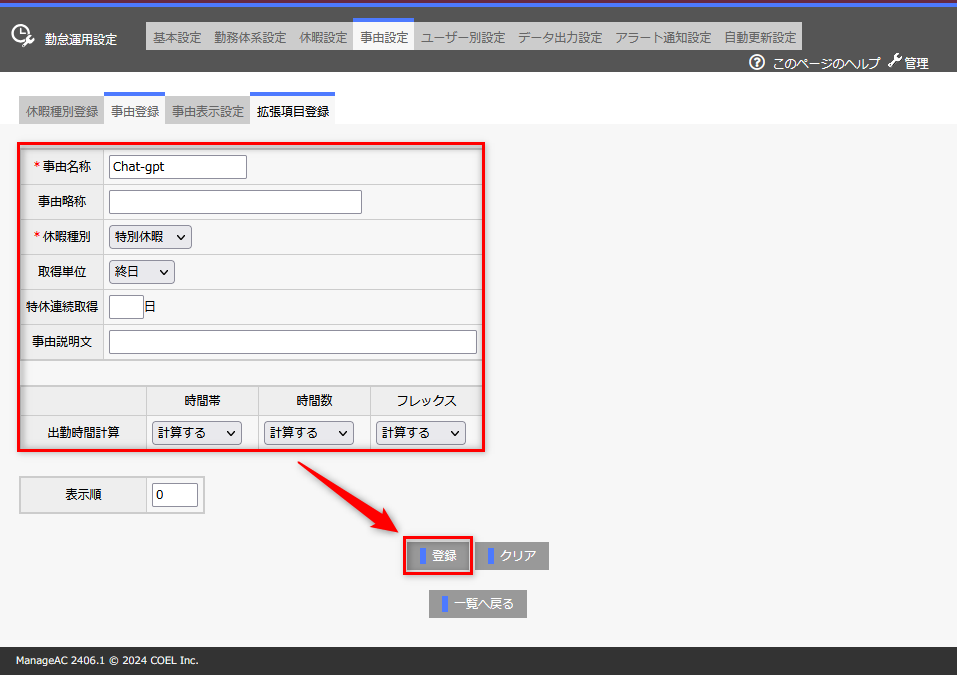 勤怠運用設定
基本設定 勤務体系設定 休暇設定 事由設定 ユーザー別設定 データ出力設定 アラート通知設定 自動更新設定
? このページのヘルプ 管理
休暇種別登録 事由登録 事由表示設定 拡張項目登録
*事由名称 Chat-gpt
事由略称
*休暇種別 特別休暇
取得単位 終日
特休連続取得 日
事由説明文
時間帯 時間数 フレックス
出勤時間計算 計算する 計算する 計算する
表示順 0
登録 クリア
一覧へ戻る
ManageAC 2406.1 © 2024 COEL Inc.